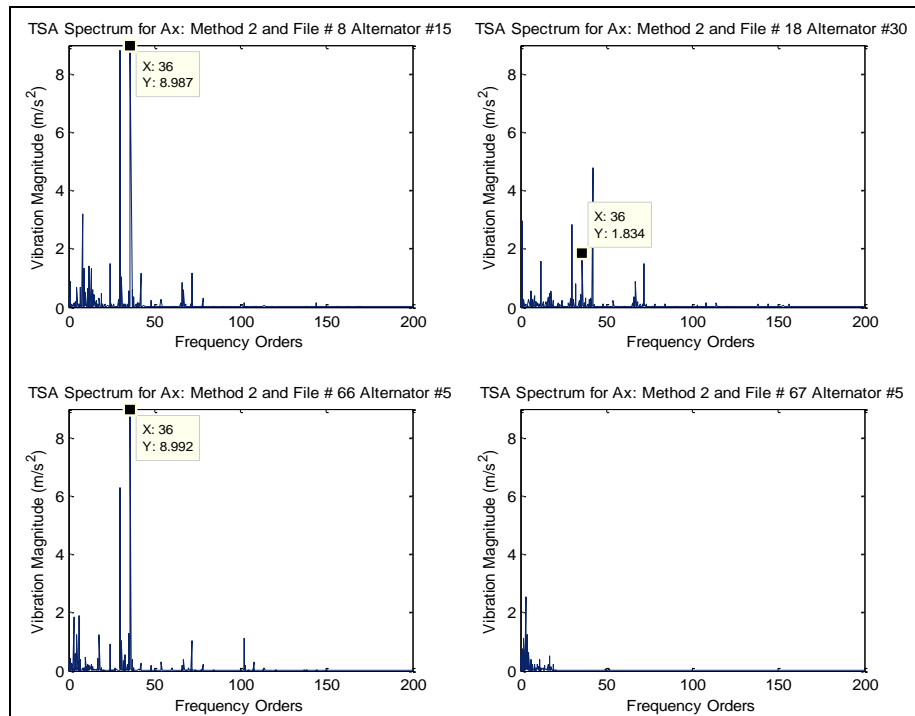 TSA Spectrum for Ax: Method 2 and File # 8 Alternator #15
8
6
4
2
0
0
50
100
150
200
Vibration Magnitude (m/s²)
Frequency Orders
X: 36
Y: 8.987
TSA Spectrum for Ax: Method 2 and File # 18 Alternator #30
8
6
4
2
0
0
50
100
150
200
Vibration Magnitude (m/s²)
Frequency Orders
X: 36
Y: 1.834
TSA Spectrum for Ax: Method 2 and File # 66 Alternator #5
8
6
4
2
0
0
50
100
150
200
Vibration Magnitude (m/s²)
Frequency Orders
X: 36
Y: 8.992
TSA Spectrum for Ax: Method 2 and File # 67 Alternator #5
8
6
4
2
0
0
50
100
150
200
Vibration Magnitude (m/s²)
Frequency Orders